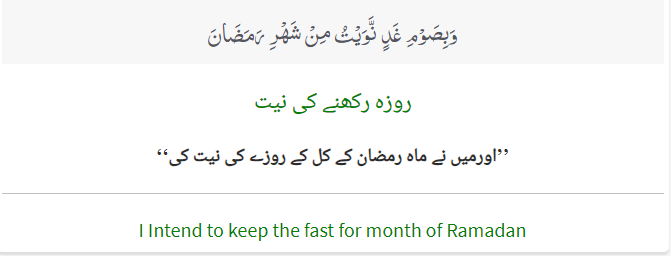 وَبِصَوْمِ غَدٍ نَّوَيْتُ مِنْ شَهْرِ رَمَضَانَ
روزہ رکھنے کی نیت
’’اورمیں نے ماہ رمضان کے کل کے روزے کی نیت کی‘‘
I Intend to keep the fast for month of Ramadan